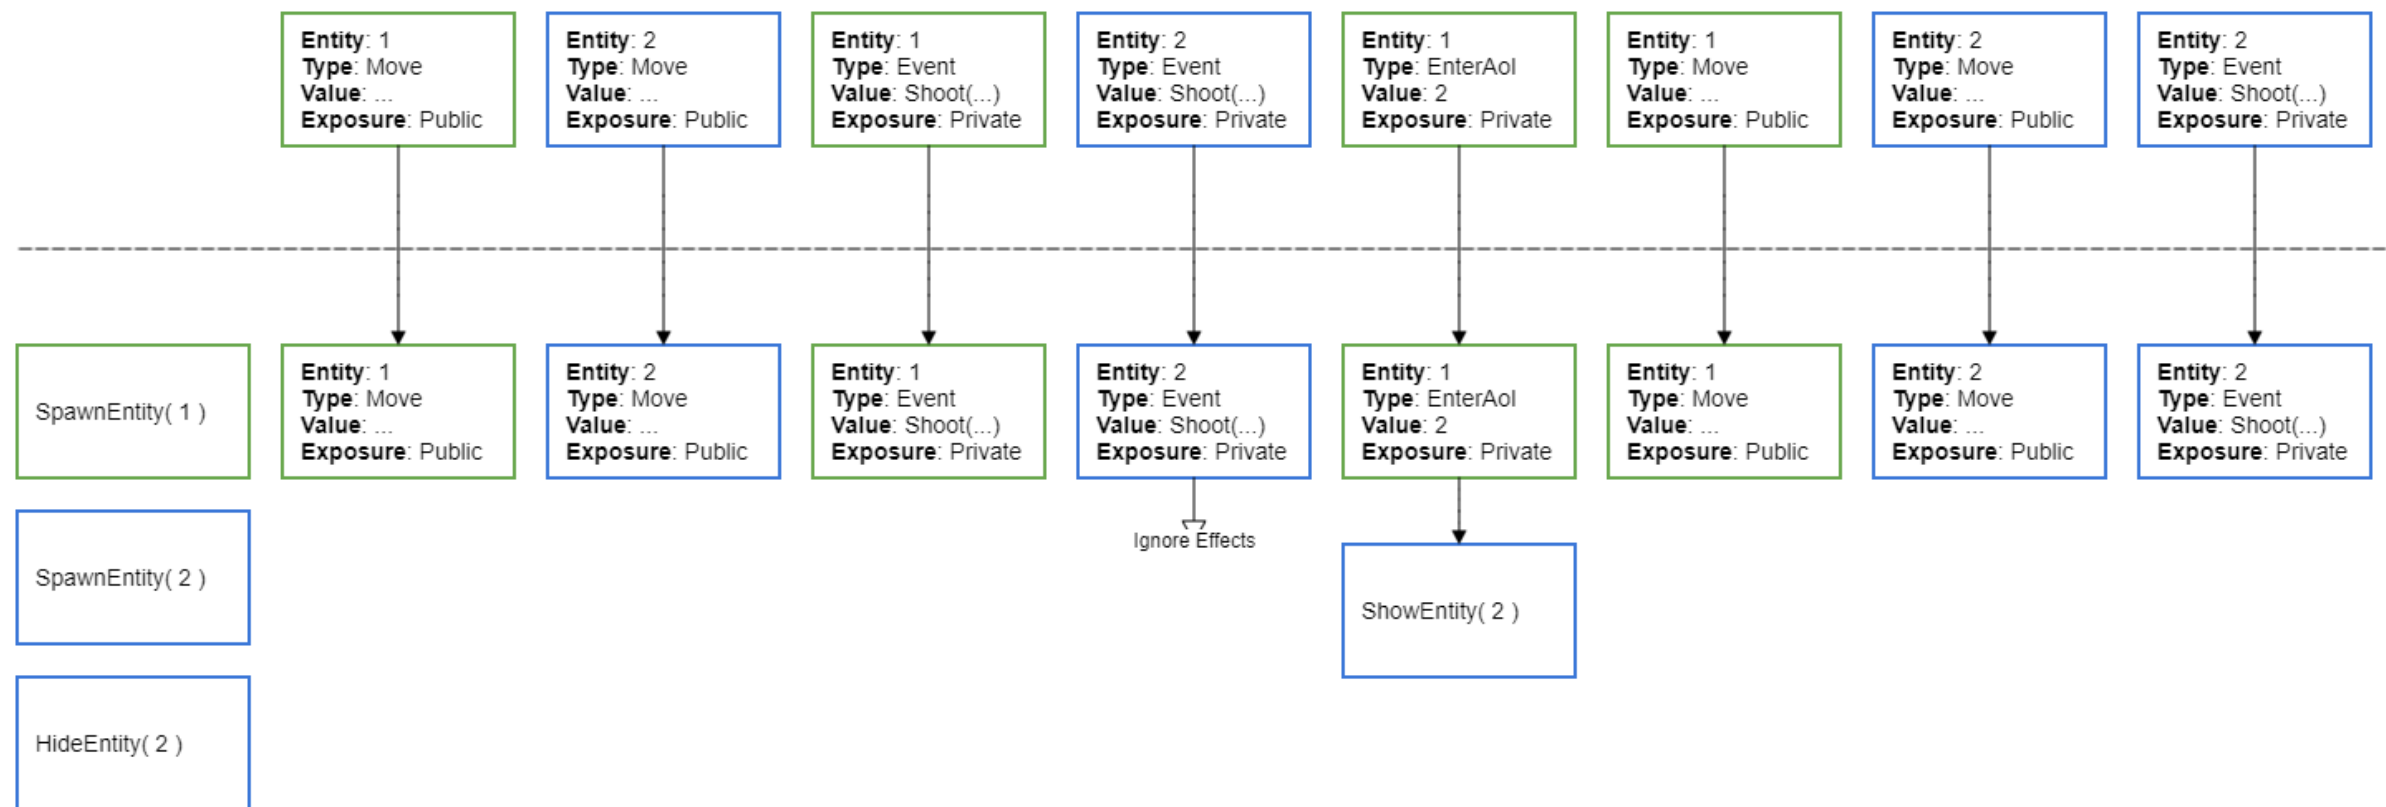 Entity: 1
Type: Move
Value: ...
Exposure: Public
Entity: 2
Type: Move
Value: ...
Exposure: Public
Entity: 1
Type: Event
Value: Shoot(...)
Exposure: Private
Entity: 2
Type: Event
Value: Shoot(...)
Exposure: Private
Entity: 1
Type: EnterAoI
Value: 2
Exposure: Private
Entity: 1
Type: Move
Value: ...
Exposure: Public
Entity: 2
Type: Move
Value: ...
Exposure: Public
Entity: 2
Type: Event
Value: Shoot(...)
Exposure: Private
SpawnEntity( 1 )
Entity: 1
Type: Move
Value: ...
Exposure: Public
Entity: 2
Type: Move
Value: ...
Exposure: Public
Entity: 1
Type: Event
Value: Shoot(...)
Exposure: Private
Entity: 2
Type: Event
Value: Shoot(...)
Exposure: Private
Entity: 1
Type: EnterAoI
Value: 2
Exposure: Private
Entity: 1
Type: Move
Value: ...
Exposure: Public
Entity: 2
Type: Move
Value: ...
Exposure: Public
Entity: 2
Type: Event
Value: Shoot(...)
Exposure: Private
Ignore Effects
SpawnEntity( 2 )
ShowEntity( 2 )
HideEntity( 2 )